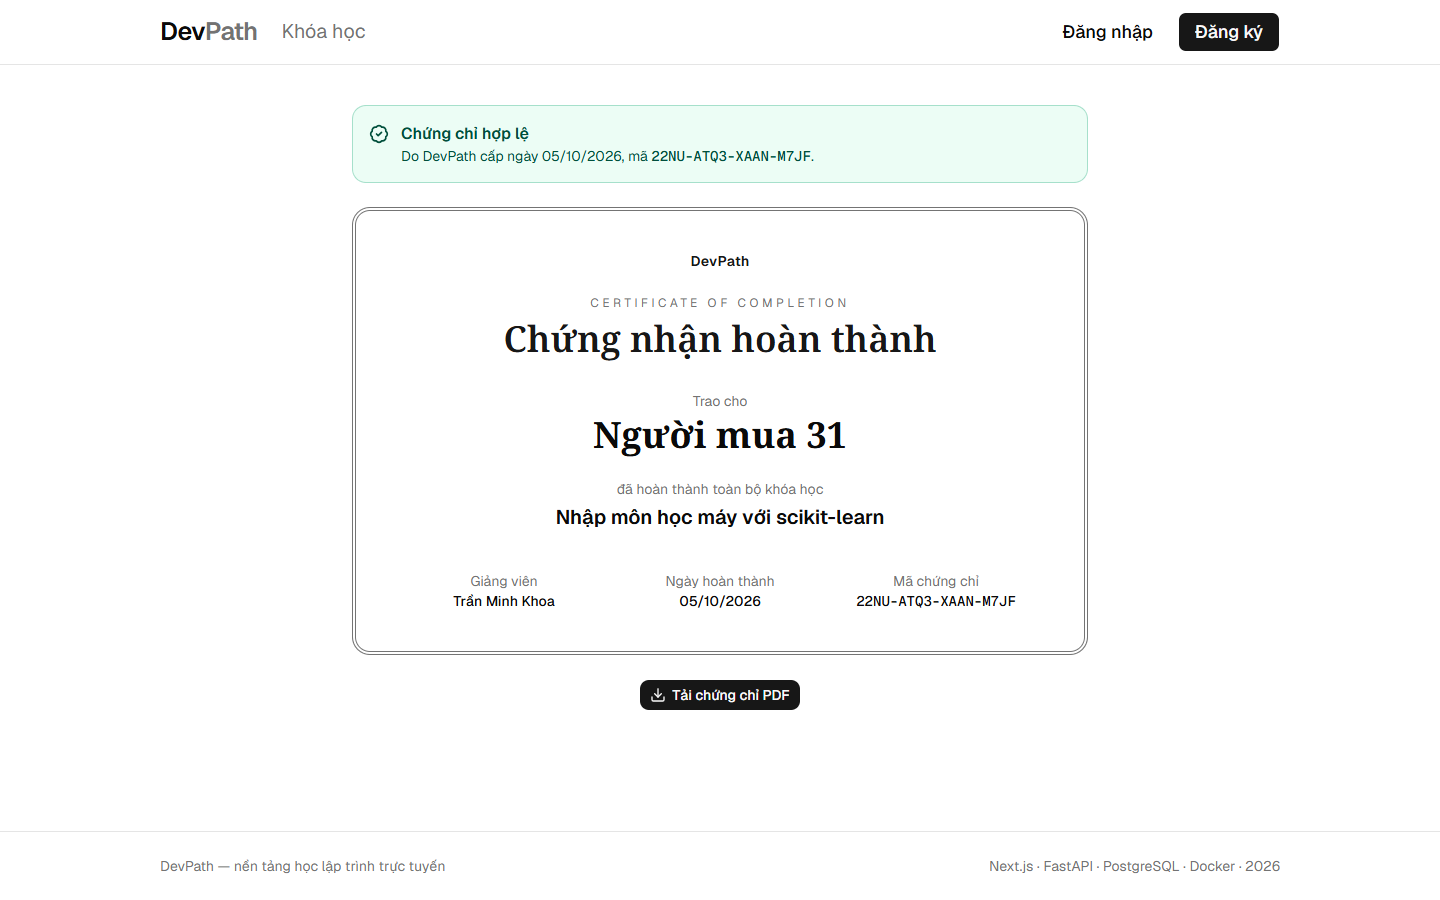 DevPath Khóa học Đăng nhập Đăng ký
Chứng chỉ hợp lệ
Do DevPath cấp ngày 05/10/2026, mã 22NU-ATQ3-XAAN-M7JF.
DevPath
CERTIFICATE OF COMPLETION
Chứng nhận hoàn thành
Trao cho
Người mua 31
đã hoàn thành toàn bộ khóa học
Nhập môn học máy với scikit-learn
Giảng viên Ngày hoàn thành Mã chứng chỉ
Trần Minh Khoa 05/10/2026 22NU-ATQ3-XAAN-M7JF
Tải chứng chỉ PDF
DevPath — nền tảng học lập trình trực tuyến Next.js · FastAPI · PostgreSQL · Docker · 2026